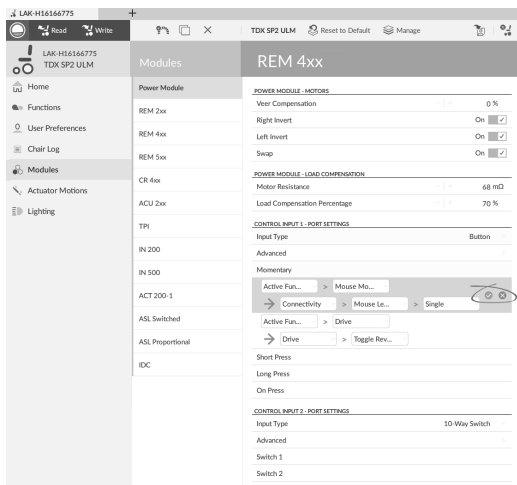 LAK-H16166775
Read
Write
TDX SP2 ULM
Reset to Default
Manage
LAK-H16166775
TDX SP2 ULM
Home
Functions
User Preferences
Chair Log
Modules
Actuator Motions
Lighting
Modules
Power Module
REM 2xx
REM 4xx
REM 5xx
CR 4xx
ACU 2xx
TPI
IN 200
IN 500
ACT 200-1
ASL Switched
ASL Proportional
IDC
REM 4xx
POWER MODULE - MOTORS
Veer Compensation 0 %
Right Invert On
Left Invert On
Swap On
POWER MODULE - LOAD COMPENSATION
Motor Resistance 68 mΩ
Load Compensation Percentage 70 %
CONTROL INPUT 1 - PORT SETTINGS
Input Type Button
Advanced
Momentary
Active Fun... > Mouse Mo...
Connectivity > Mouse Le... > Single
Active Fun... > Drive
Drive > Toggle Rev...
Short Press
Long Press
On Press
CONTROL INPUT 2 - PORT SETTINGS
Input Type 10-Way Switch
Advanced
Switch 1
Switch 2